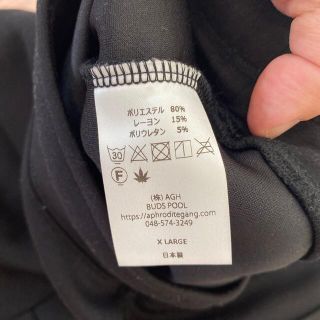 ポリエステル 80%
レーヨン 15%
ポリウレタン 5%
30
F
(株) AGH
BUDS POOL
https://aphroditegang.com/
048-574-3249
X LARGE
日本製